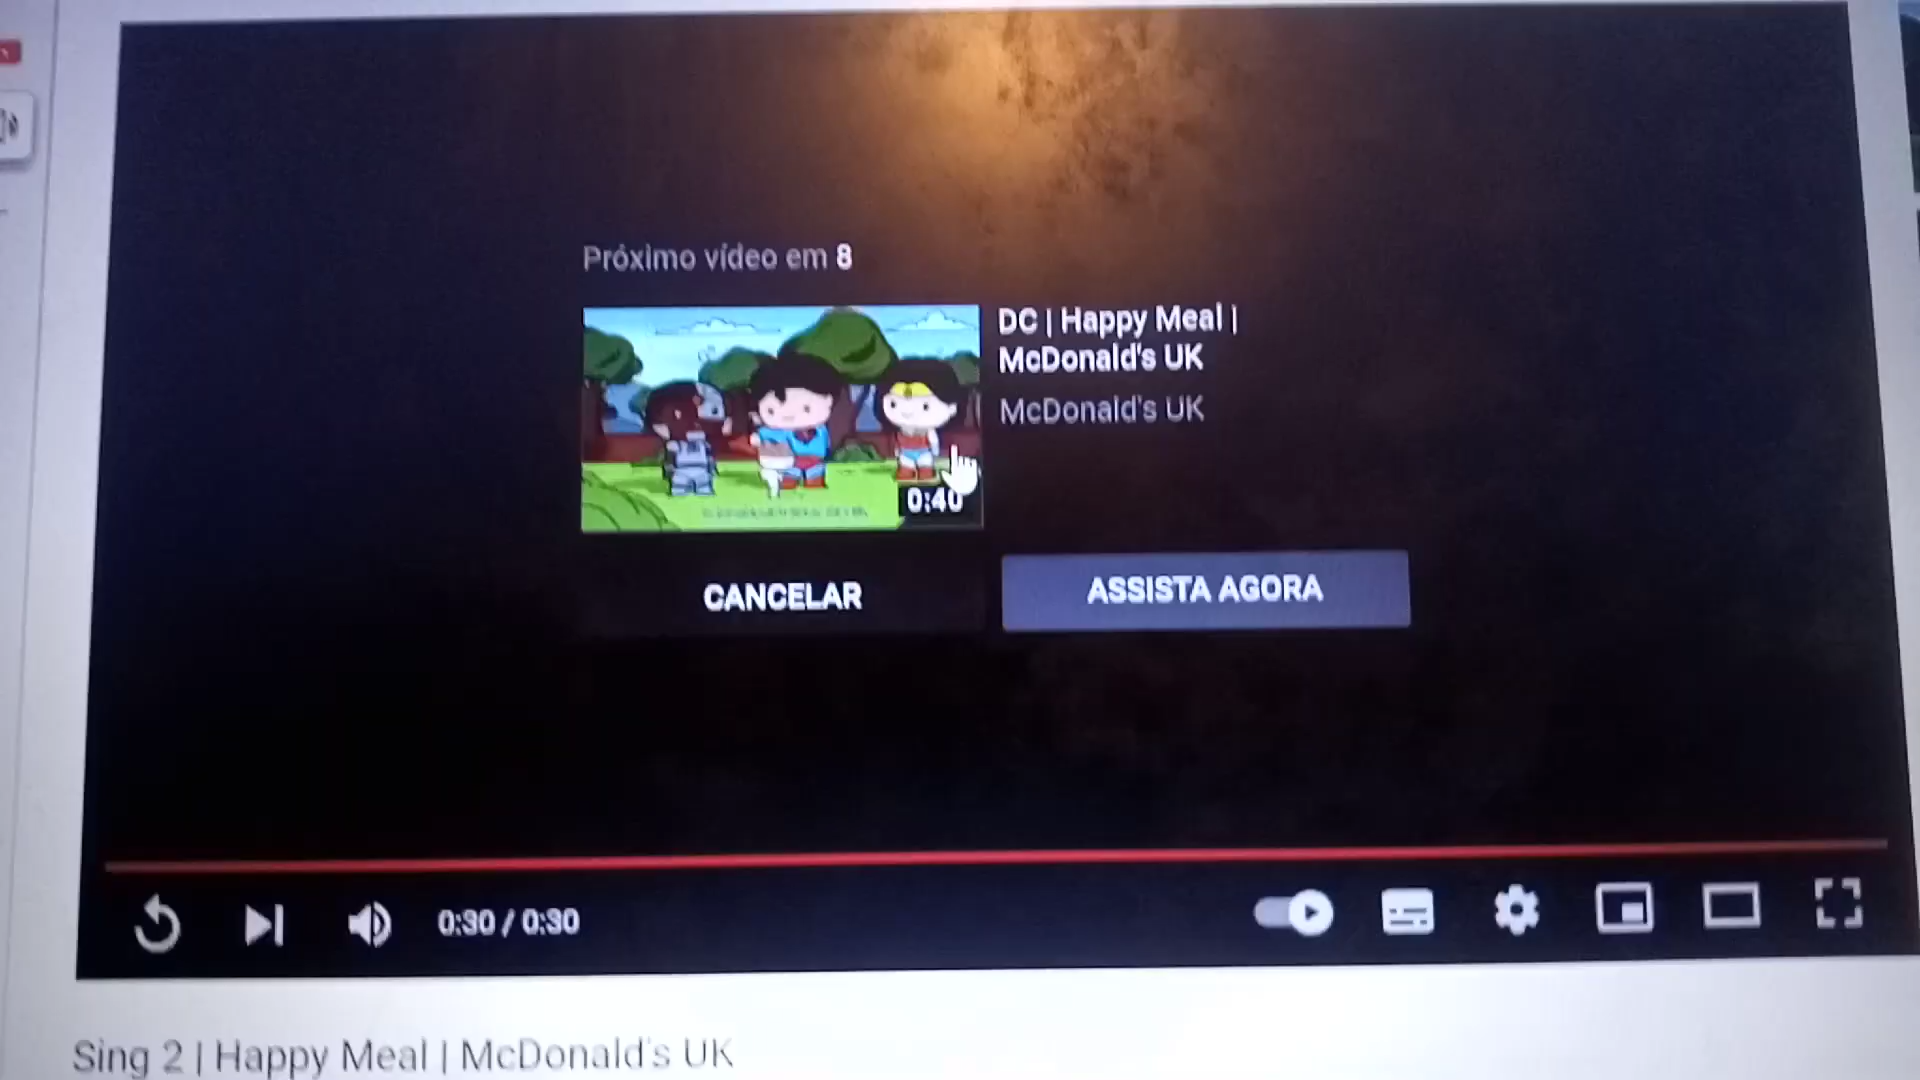 Próximo vídeo em 8
DC | Happy Meal |
McDonald's UK
McDonald's UK
0:40
CANCELAR
ASSISTA AGORA
0:30 / 0:30
Sing 2 | Happy Meal | McDonald's UK